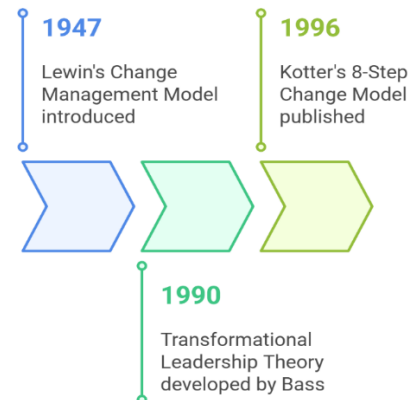 1947
Lewin's Change
Management Model
introduced
1996
Kotter's 8-Step
Change Model
published
1990
Transformational
Leadership Theory
developed by Bass